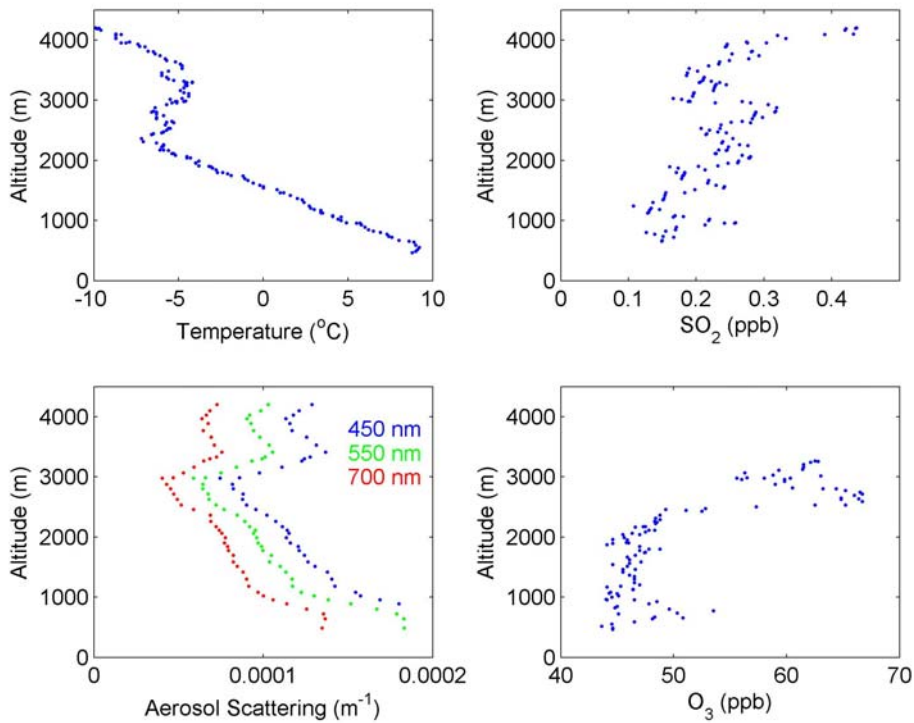 4000
3000
2000
1000
0
Altitude (m)
-10 -5 0 5 10
Temperature (°C)
4000
3000
2000
1000
0
Altitude (m)
0 0.1 0.2 0.3 0.4
SO₂ (ppb)
4000
3000
2000
1000
0
Altitude (m)
450 nm
550 nm
700 nm
0 0.0001 0.0002
Aerosol Scattering (m⁻¹)
4000
3000
2000
1000
0
Altitude (m)
40 50 60 70
O₃ (ppb)